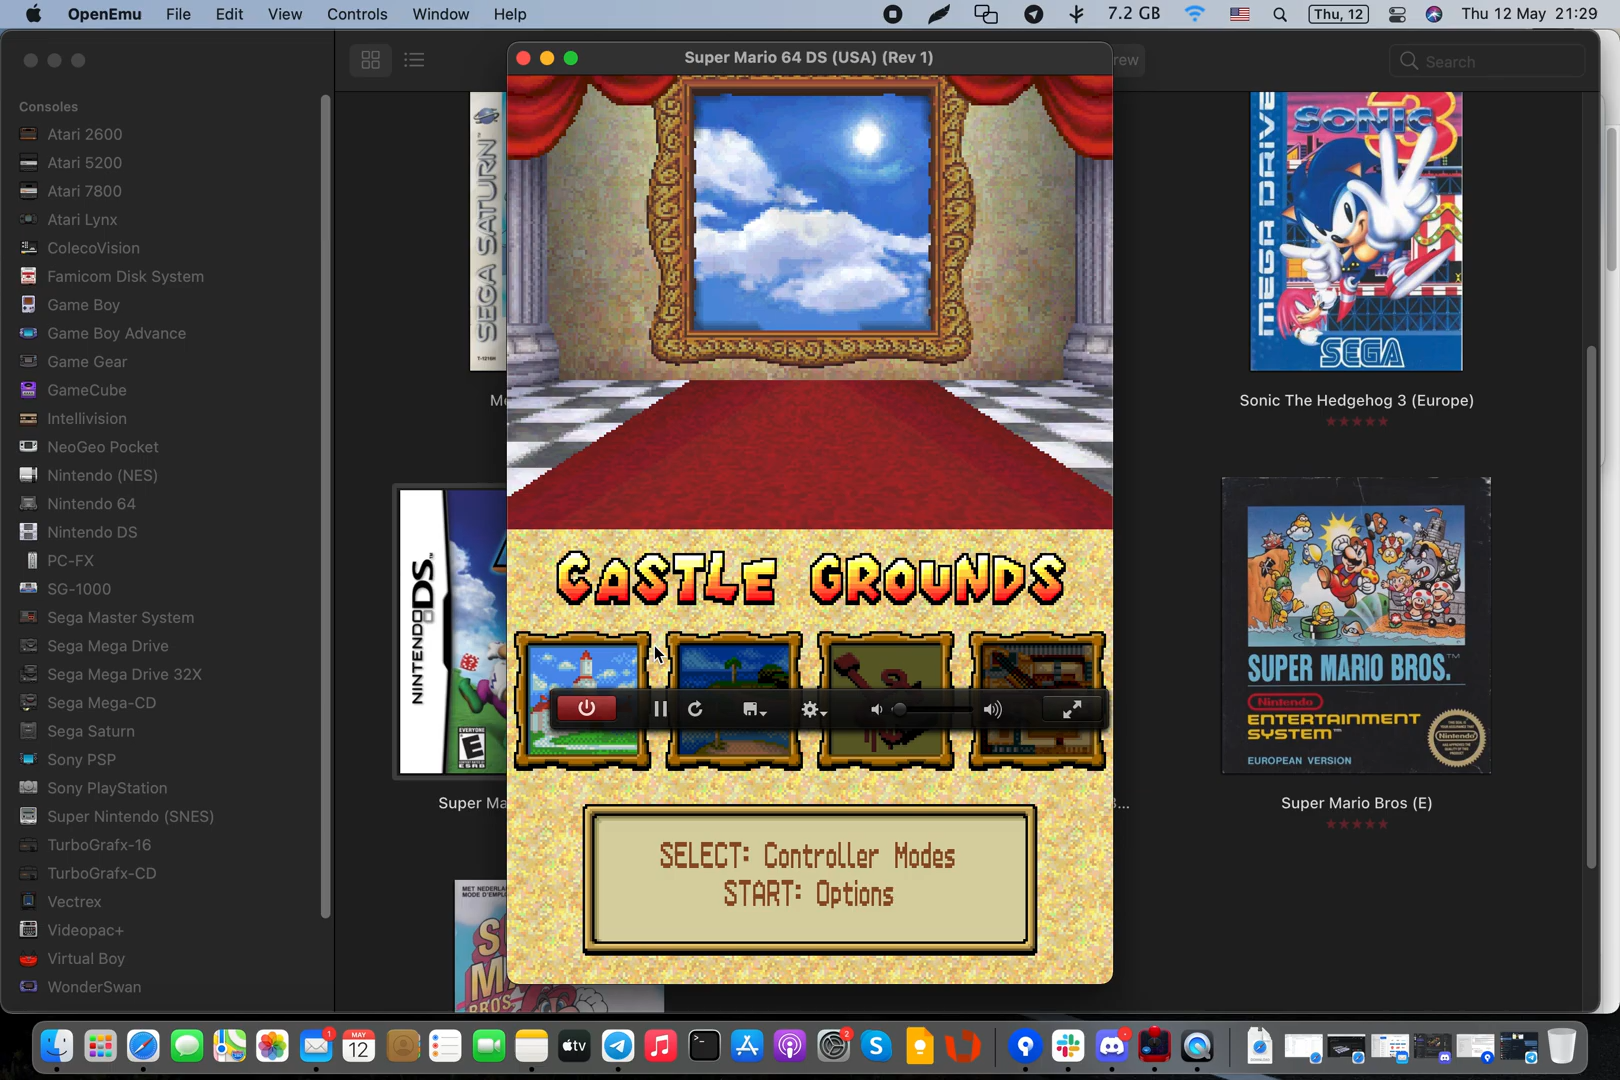 OpenEmu File Edit View Controls Window Help
7.2 GB
Thu, 12
Thu 12 May 21:29
Super Mario 64 DS (USA) (Rev 1)
Search
Consoles
Atari 2600
Atari 5200
Atari 7800
Atari Lynx
ColecoVision
Famicom Disk System
Game Boy
Game Boy Advance
Game Gear
GameCube
Intellivision
NeoGeo Pocket
Nintendo (NES)
Nintendo 64
Nintendo DS
PC-FX
SG-1000
Sega Master System
Sega Mega Drive
Sega Mega Drive 32X
Sega Mega-CD
Sega Saturn
Sony PSP
Sony PlayStation
Super Nintendo (SNES)
TurboGrafx-16
TurboGrafx-CD
Vectrex
Videopac+
Virtual Boy
WonderSwan
SEGA SATURN
NINTENDO DS
EVERYONE
E
ESRB
Super Ma
CASTLE GROUNDS
SELECT: Controller Modes
START: Options
MEGA DRIVE
SONIC 3
SEGA
Sonic The Hedgehog 3 (Europe)
SUPER MARIO BROS.
Nintendo
ENTERTAINMENT
SYSTEM
EUROPEAN VERSION
Super Mario Bros (E)
MAY
12
tv